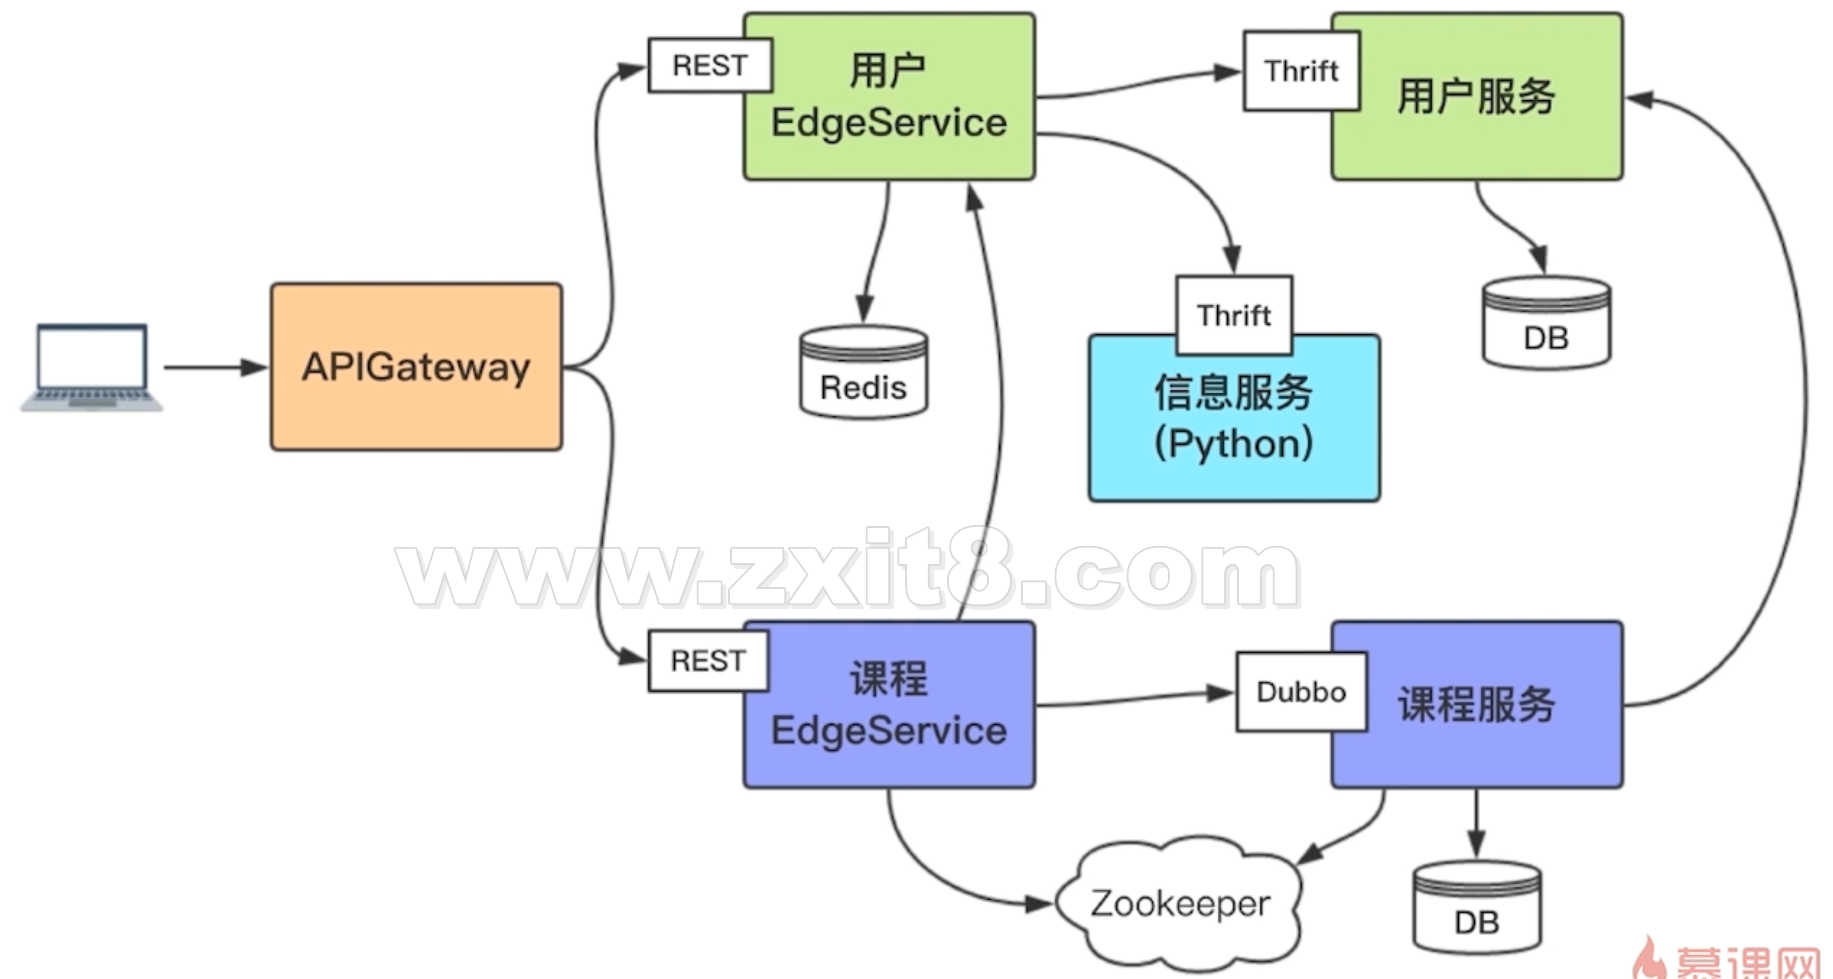 REST
用户
EdgeService
Thrift
用户服务
APIGateway
Redis
Thrift
信息服务
(Python)
DB
www.zxit8.com
REST
课程
EdgeService
Dubbo
课程服务
Zookeeper
DB
慕课网